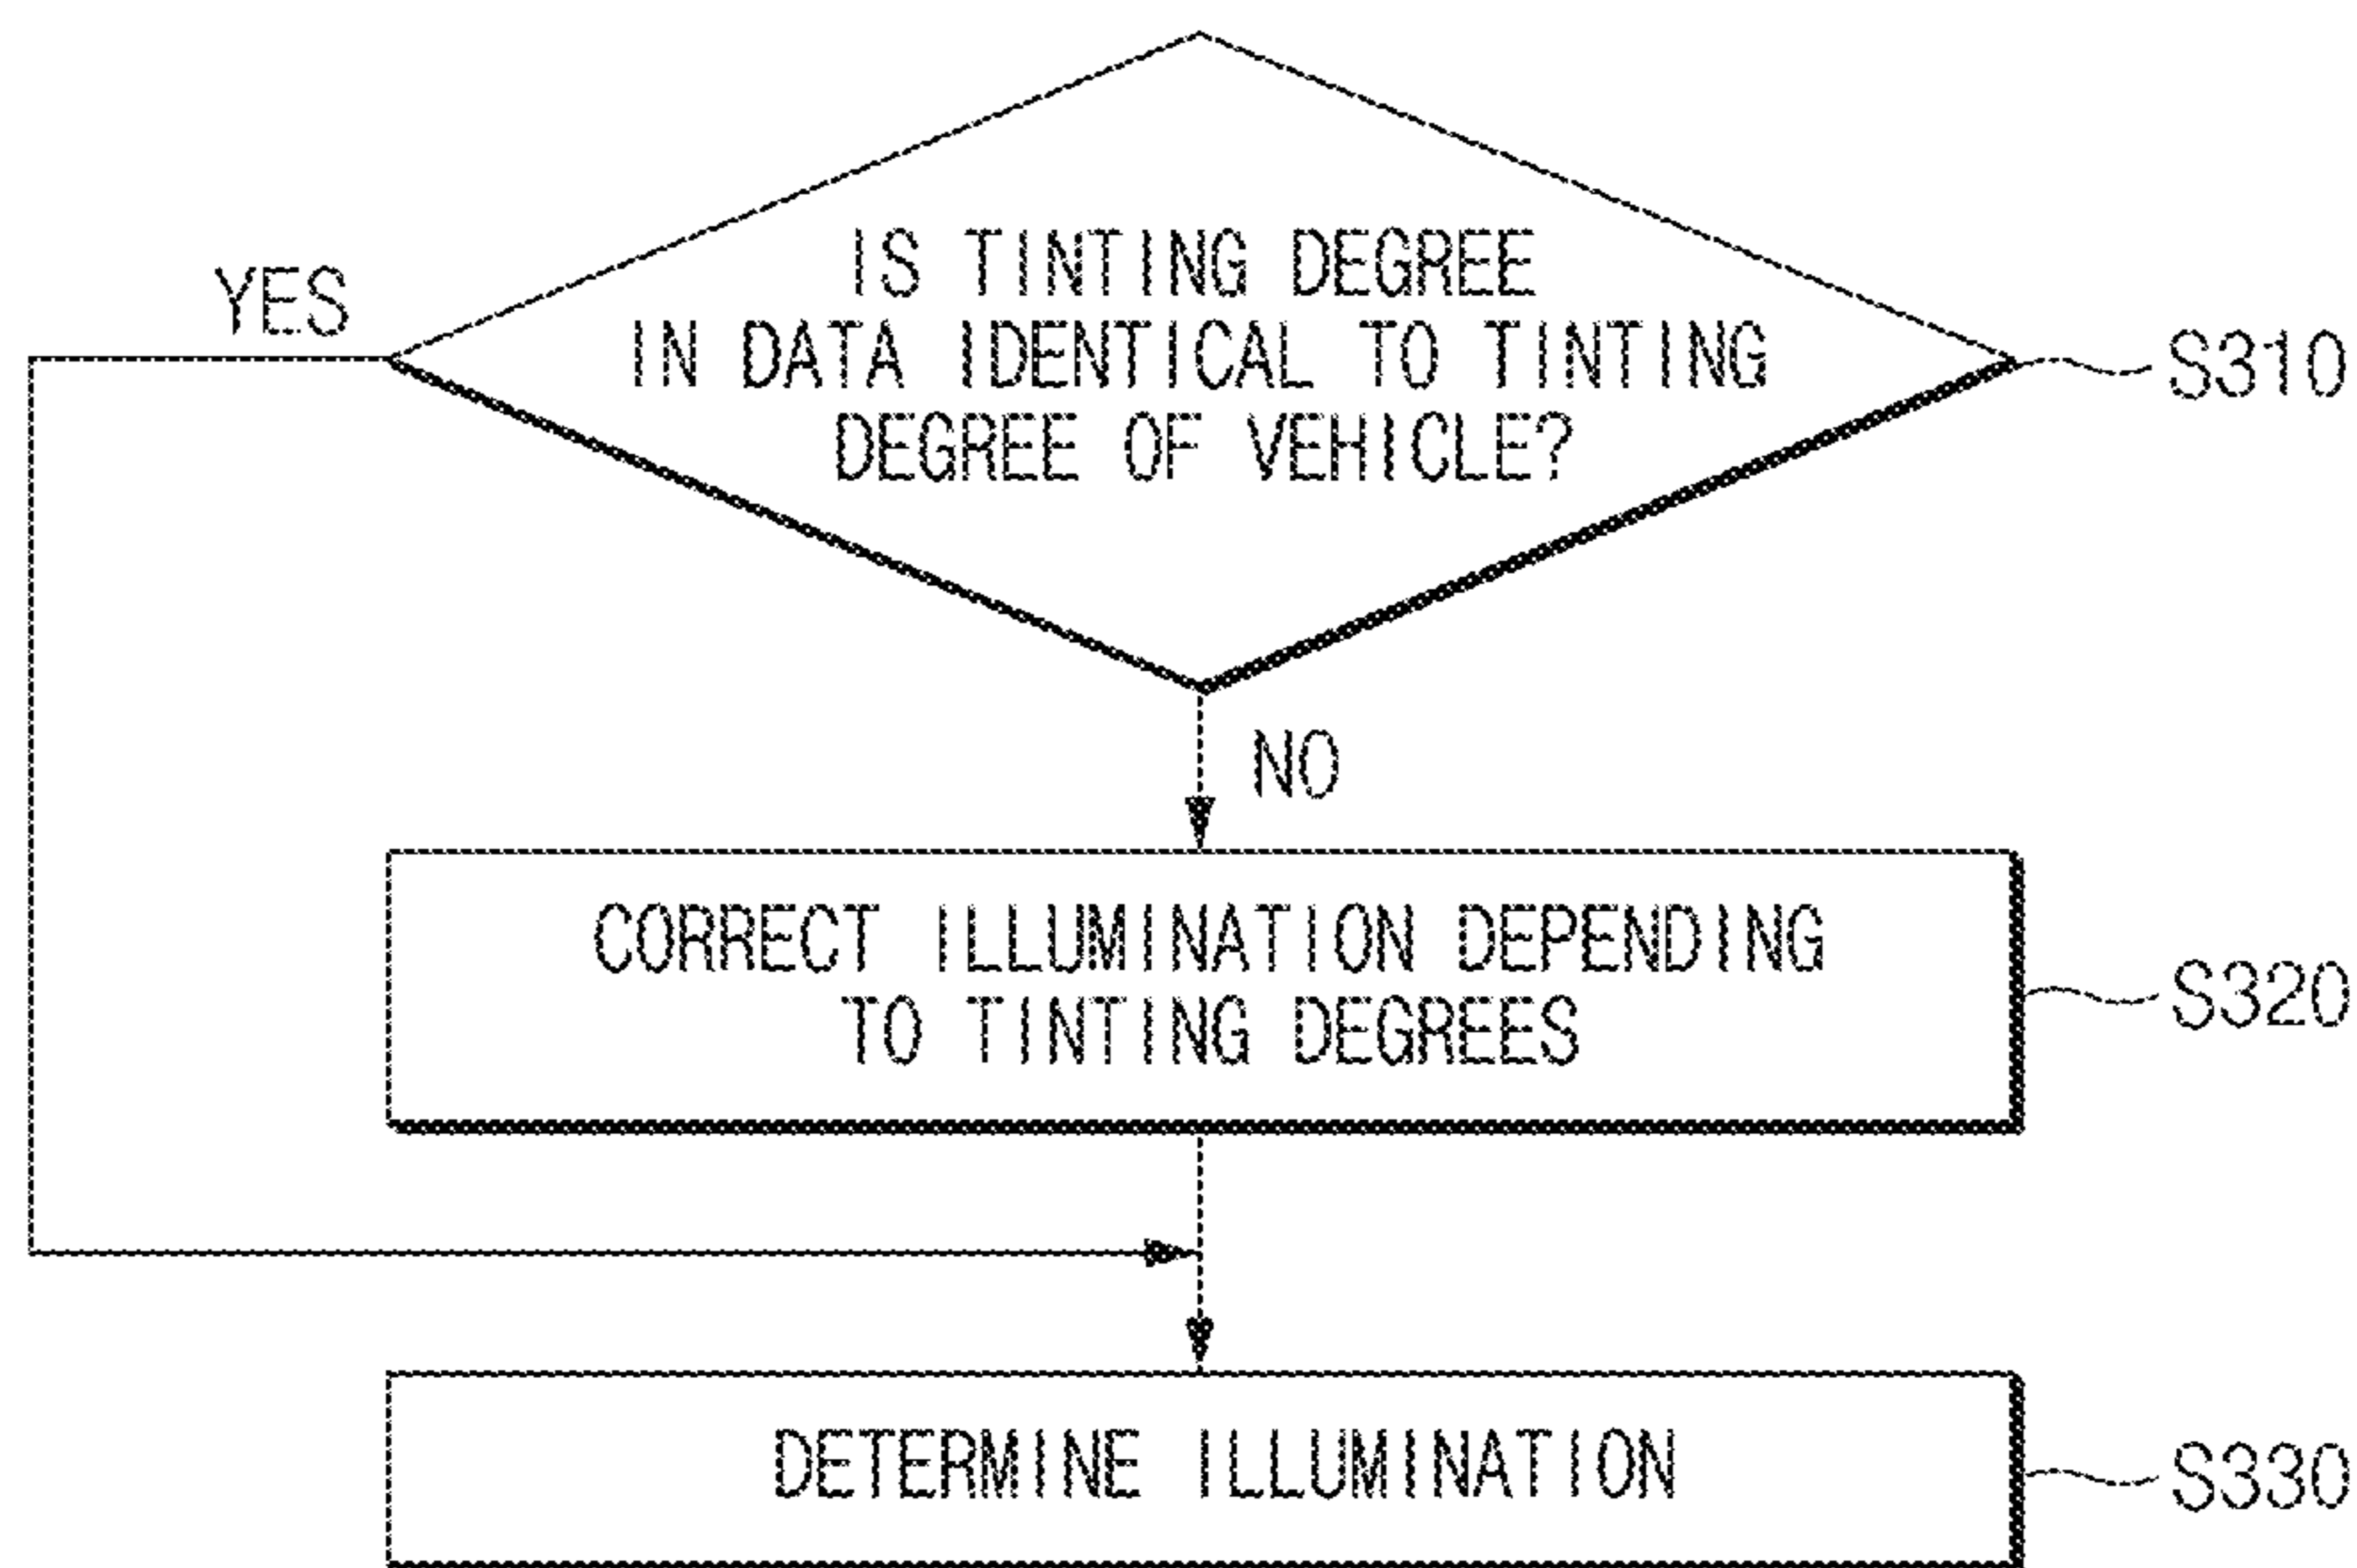 IS TINTING DEGREE
IN DATA IDENTICAL TO TINTING
DEGREE OF VEHICLE?
YES
S310
NO
CORRECT ILLUMINATION DEPENDING
TO TINTING DEGREES
S320
DETERMINE ILLUMINATION
S330